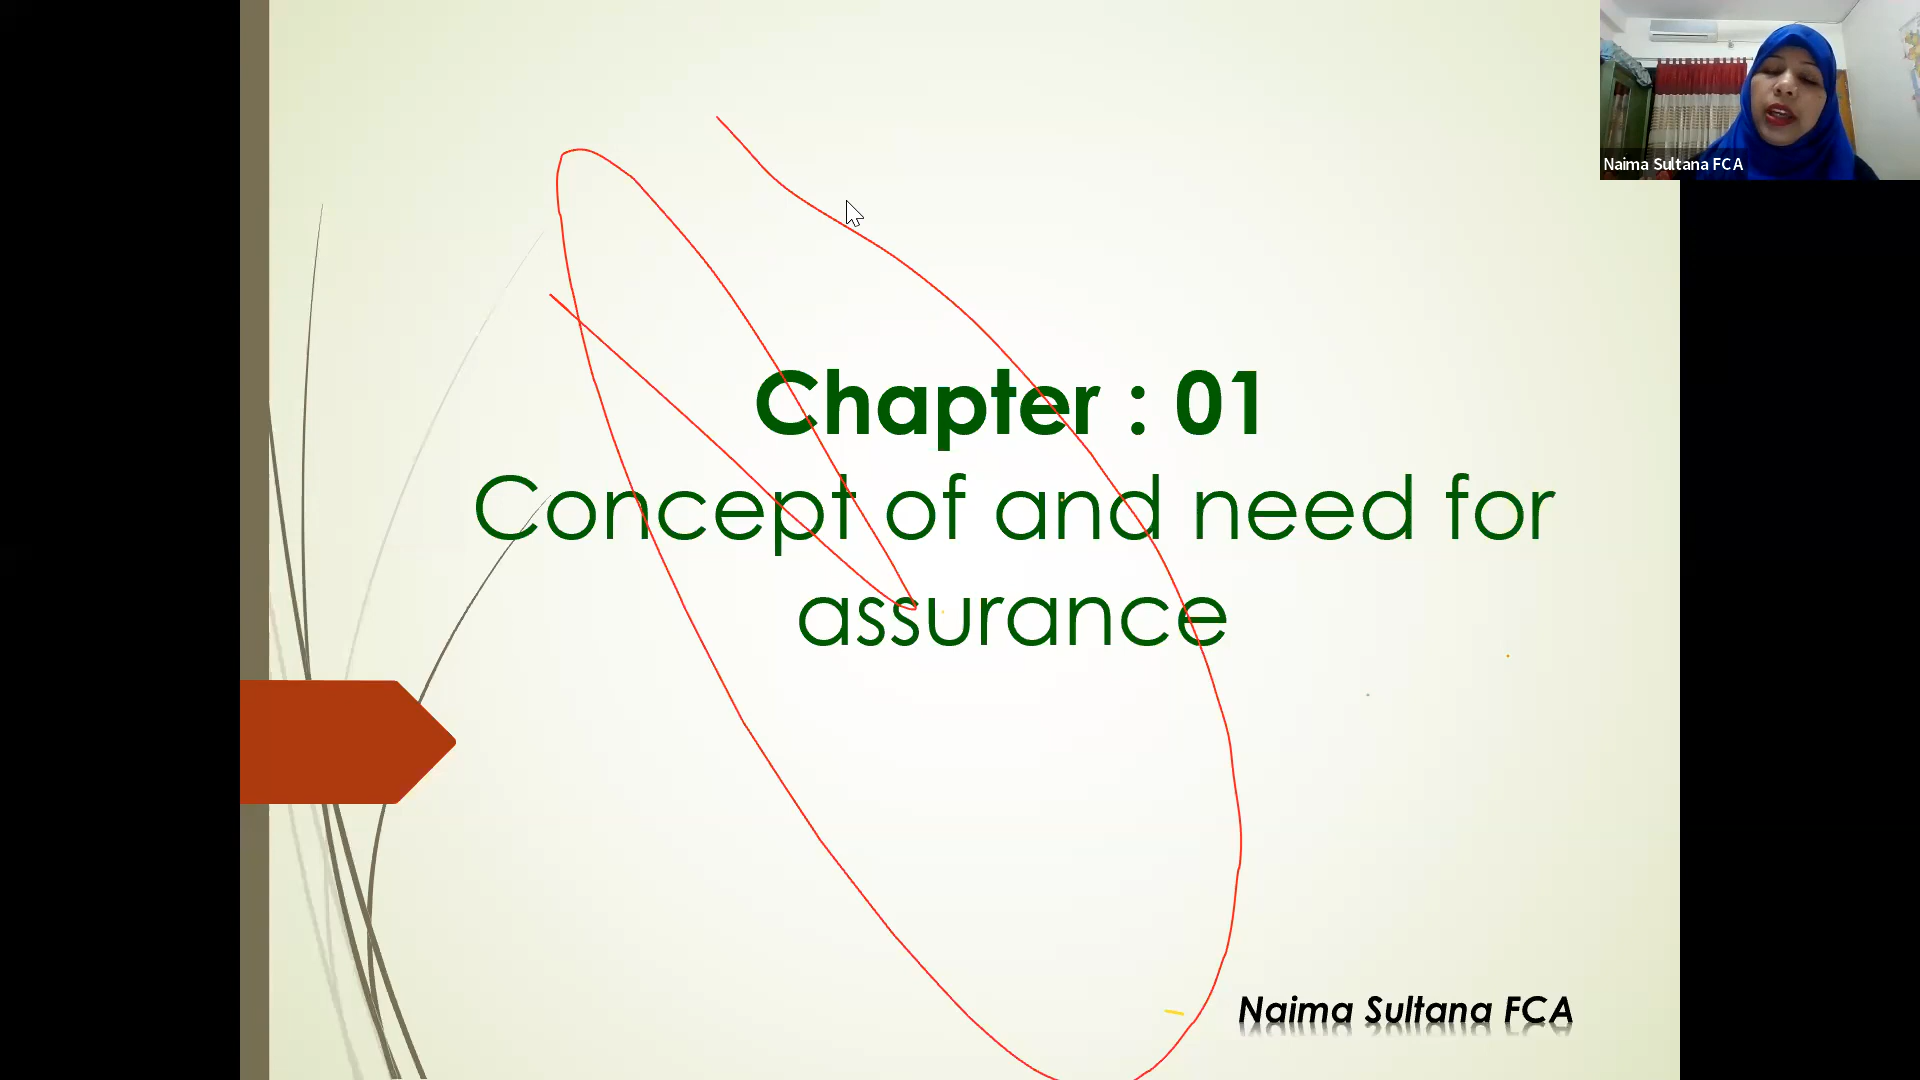 Naima Sultana FCA
Chapter : 01
Concept of and need for
assurance
Naima Sultana FCA